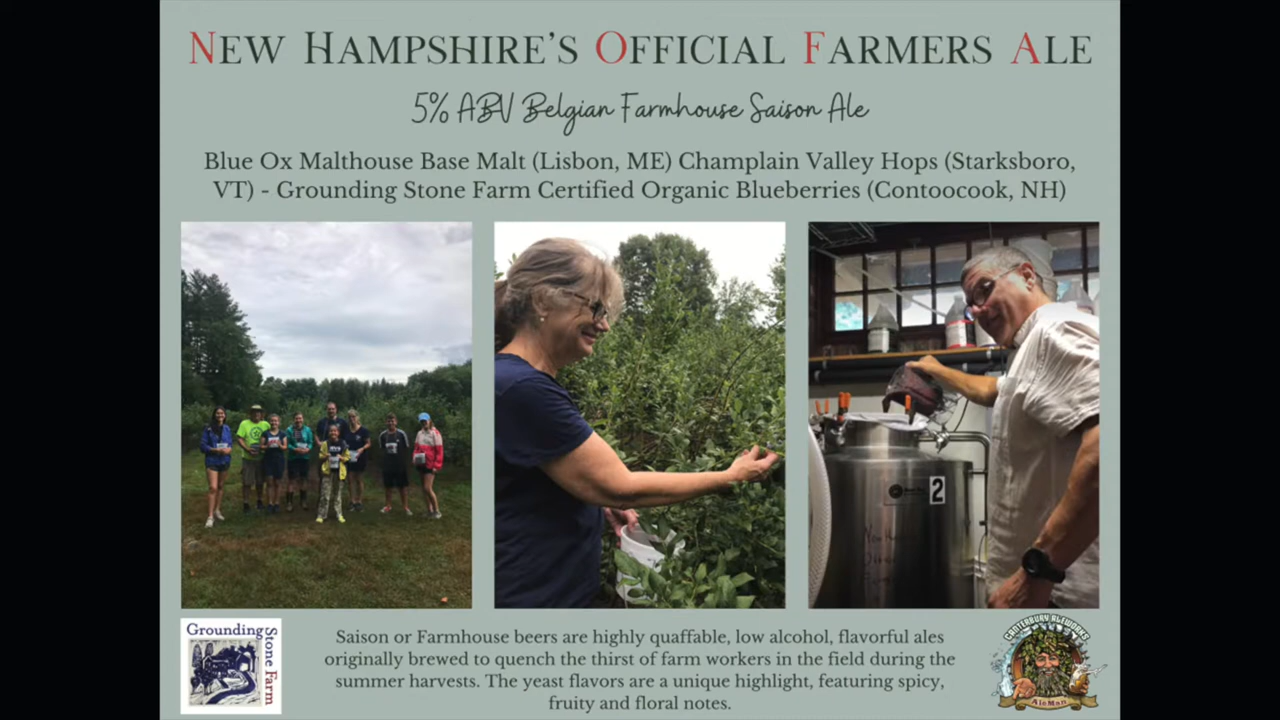 NEW HAMPSHIRE'S OFFICIAL FARMERS ALE
5% ABV Belgian Farmhouse Saison Ale
Blue Ox Malthouse Base Malt (Lisbon, ME) Champlain Valley Hops (Starksboro,
VT) - Grounding Stone Farm Certified Organic Blueberries (Contoocook, NH)
2
Grounding
Stone Farm
Saison or Farmhouse beers are highly quaffable, low alcohol, flavorful ales
originally brewed to quench the thirst of farm workers in the field during the
summer harvests. The yeast flavors are a unique highlight, featuring spicy,
fruity and floral notes.
CANTERBURY ALEWORKS
AleMan